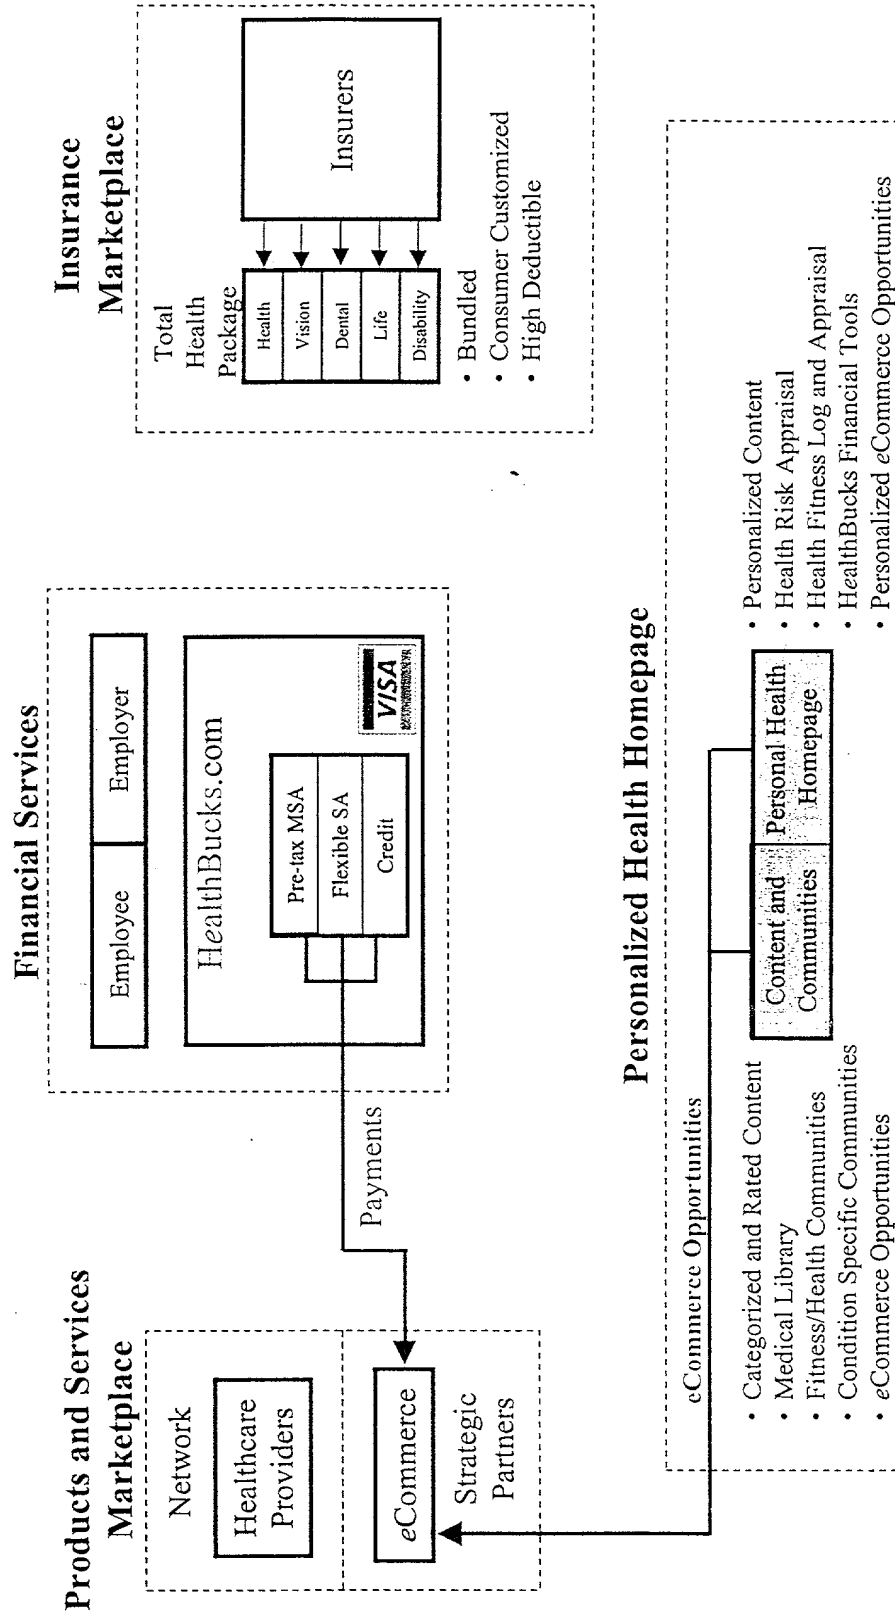 Products and Services
Marketplace
Network
Healthcare
Providers
eCommerce
Strategic
Partners
Payments
Financial Services
Employee
Employer
HealthBucks.com
Pre-tax MSA
Flexible SA
Credit
VISA
Insurance
Marketplace
Total
Health
Package
Health
Vision
Dental
Life
Disability
Insurers
• Bundled
• Consumer Customized
• High Deductible
Personalized Health Homepage
eCommerce Opportunities
• Categorized and Rated Content
• Medical Library
• Fitness/Health Communities
• Condition Specific Communities
• eCommerce Opportunities
Content and
Communities
Personal Health
Homepage
• Personalized Content
• Health Risk Appraisal
• Health Fitness Log and Appraisal
• HealthBucks Financial Tools
• Personalized eCommerce Opportunities